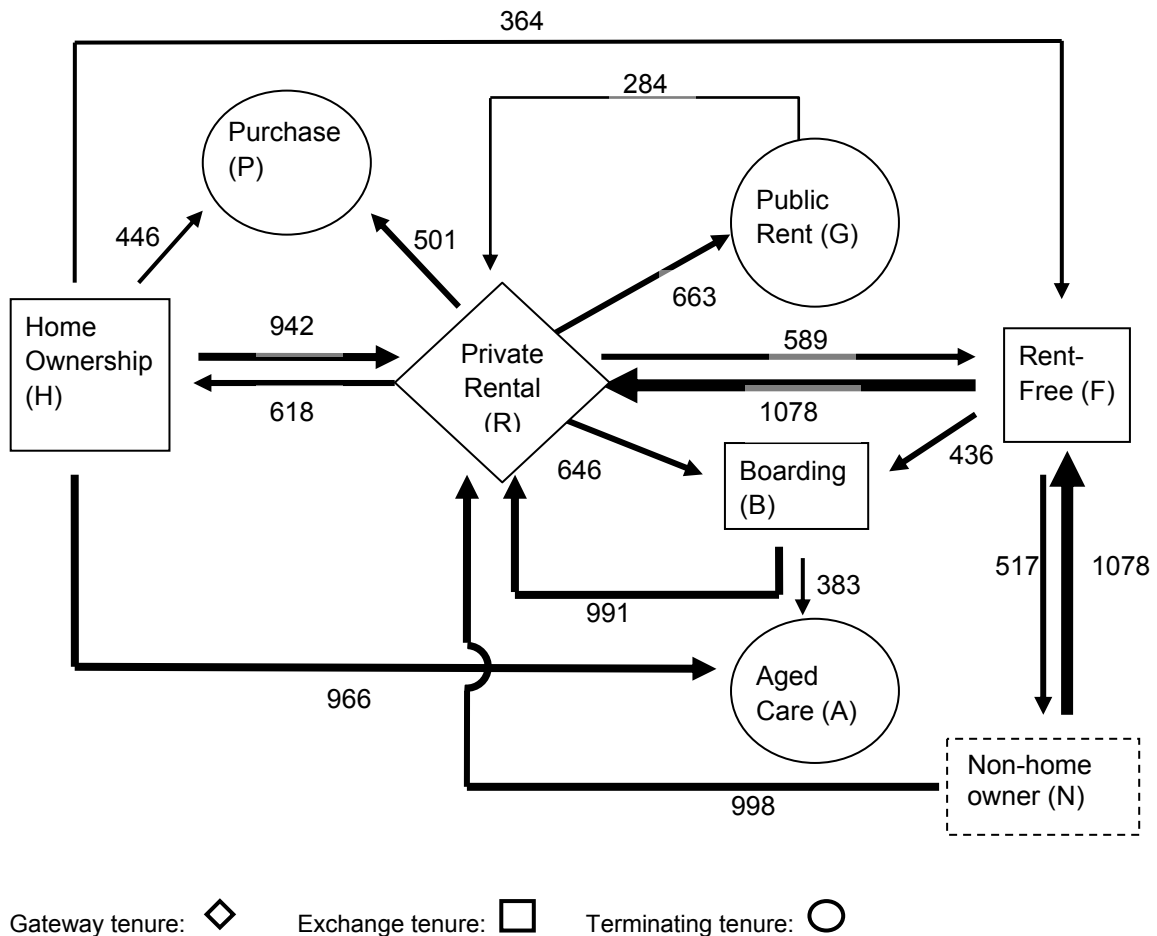 364
284
Purchase
(P)
Public
Rent (G)
446
501
663
Home
Ownership
(H)
942
618
Private
Rental
(R)
589
1078
Rent-
Free (F)
646
Boarding
(B)
436
991
383
517
1078
966
Aged
Care (A)
998
Non-home
owner (N)
Gateway tenure:
Exchange tenure:
Terminating tenure: